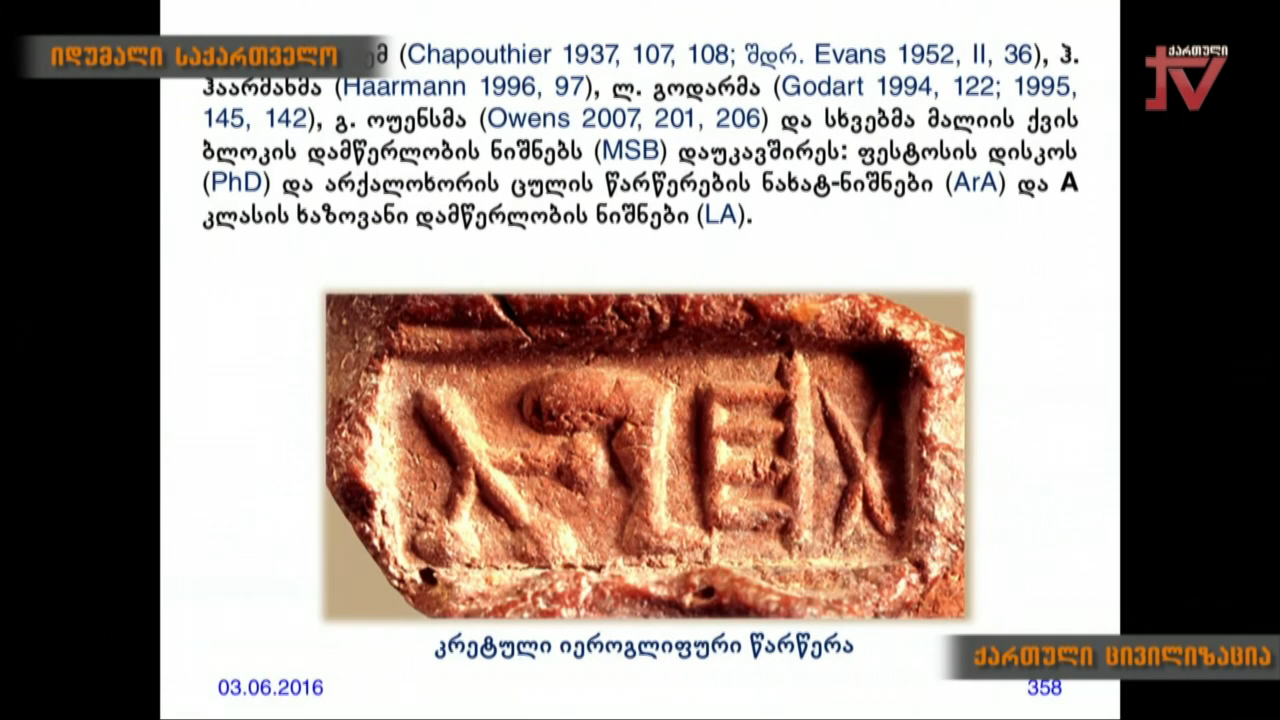 იდუმალი საქართველო
ქართული
TV
მ (Chapouthier 1937, 107, 108; შდრ. Evans 1952, II, 36), ჰ.
ჰაარმანმა (Haarmann 1996, 97), ლ. გოდარმა (Godart 1994, 122; 1995,
145, 142), გ. ოუენსმა (Owens 2007, 201, 206) და სხვებმა მალიის ქვის
ბლოკის დამწერლობის ნიშნებს (MSB) დაუკავშირეს: ფესტოსის დისკოს
(PhD) და არქალოხორის ცულის წარწერების ნახატ-ნიშნები (ArA) და A
კლასის ხაზოვანი დამწერლობის ნიშნები (LA).
კრეტული იეროგლიფური წარწერა
ქართული ცივილიზაცია
03.06.2016
358